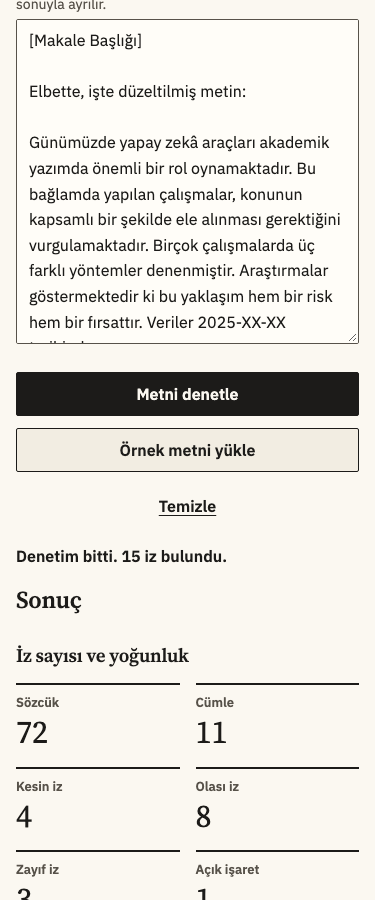 sonuyla ayrılır.
[Makale Başlığı]
Elbette, işte düzeltilmiş metin:
Günümüzde yapay zekâ araçları akademik
yazımda önemli bir rol oynamaktadır. Bu
bağlamda yapılan çalışmalar, konunun
kapsamlı bir şekilde ele alınması gerektiğini
vurgulamaktadır. Birçok çalışmalarda üç
farklı yöntemler denenmiştir. Araştırmalar
göstermektedir ki bu yaklaşım hem bir risk
hem bir fırsattır. Veriler 2025-XX-XX
Metni denetle
Örnek metni yükle
Temizle
Denetim bitti. 15 iz bulundu.
Sonuç
İz sayısı ve yoğunluk
Sözcük
Cümle
72
11
Kesin iz
Olası iz
4
8
Zayıf iz
Açık işaret
3
1